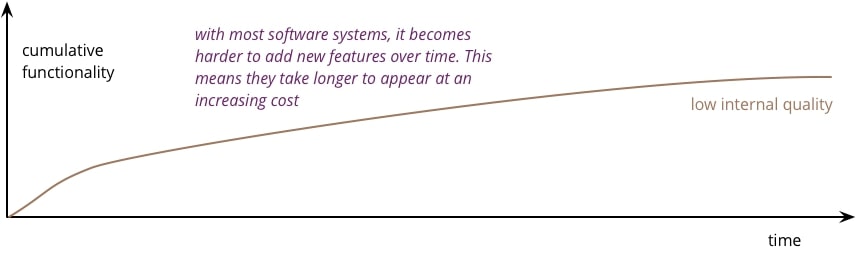 cumulative
functionality
with most software systems, it becomes
harder to add new features over time. This
means they take longer to appear at an
increasing cost
low internal quality
time